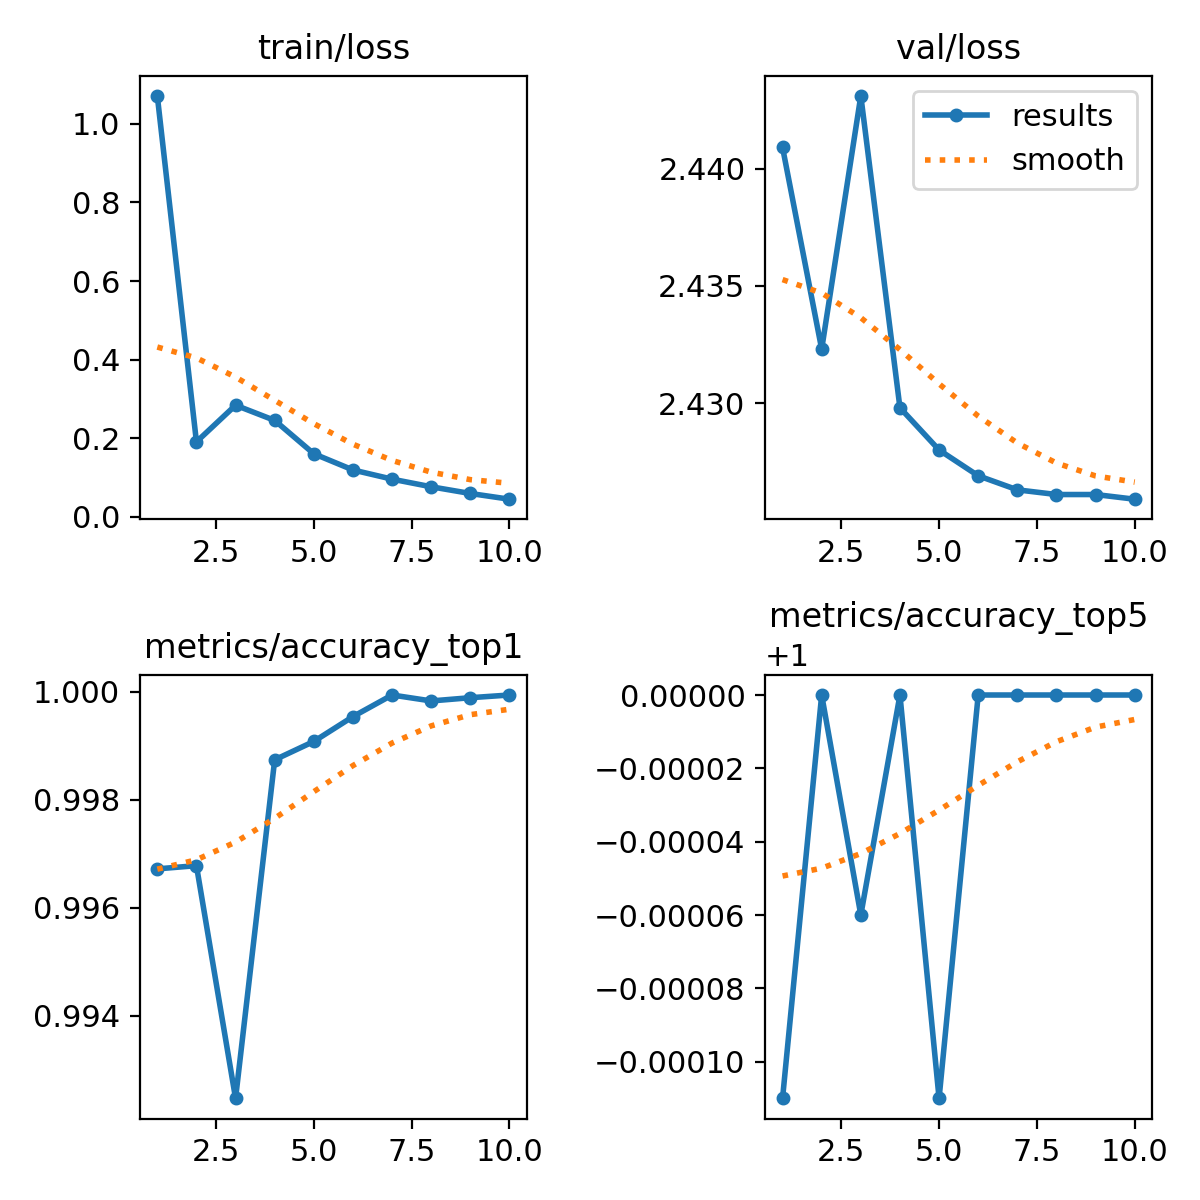 train/loss
1.0
0.8
0.6
0.4
0.2
0.0
2.5 5.0 7.5 10.0
val/loss
results
smooth
2.440
2.435
2.430
2.5 5.0 7.5 10.0
metrics/accuracy_top1
1.000
0.998
0.996
0.994
2.5 5.0 7.5 10.0
metrics/accuracy_top5
+1
0.00000
−0.00002
−0.00004
−0.00006
−0.00008
−0.00010
2.5 5.0 7.5 10.0